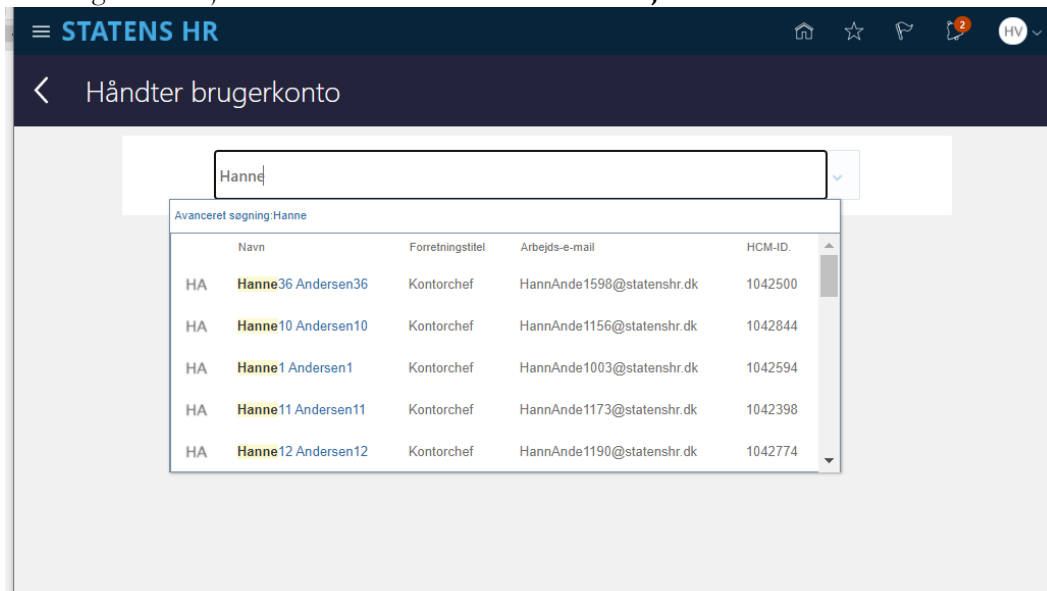 STATENS HR 2 HV
Håndter brugerkonto
Hanne
Avanceret søgning:Hanne
Navn Forretningstitel Arbejds-e-mail HCM-ID.
HA Hanne36 Andersen36 Kontorchef HannAnde1598@statenshr.dk 1042500
HA Hanne10 Andersen10 Kontorchef HannAnde1156@statenshr.dk 1042844
HA Hanne1 Andersen1 Kontorchef HannAnde1003@statenshr.dk 1042594
HA Hanne11 Andersen11 Kontorchef HannAnde1173@statenshr.dk 1042398
HA Hanne12 Andersen12 Kontorchef HannAnde1190@statenshr.dk 1042774